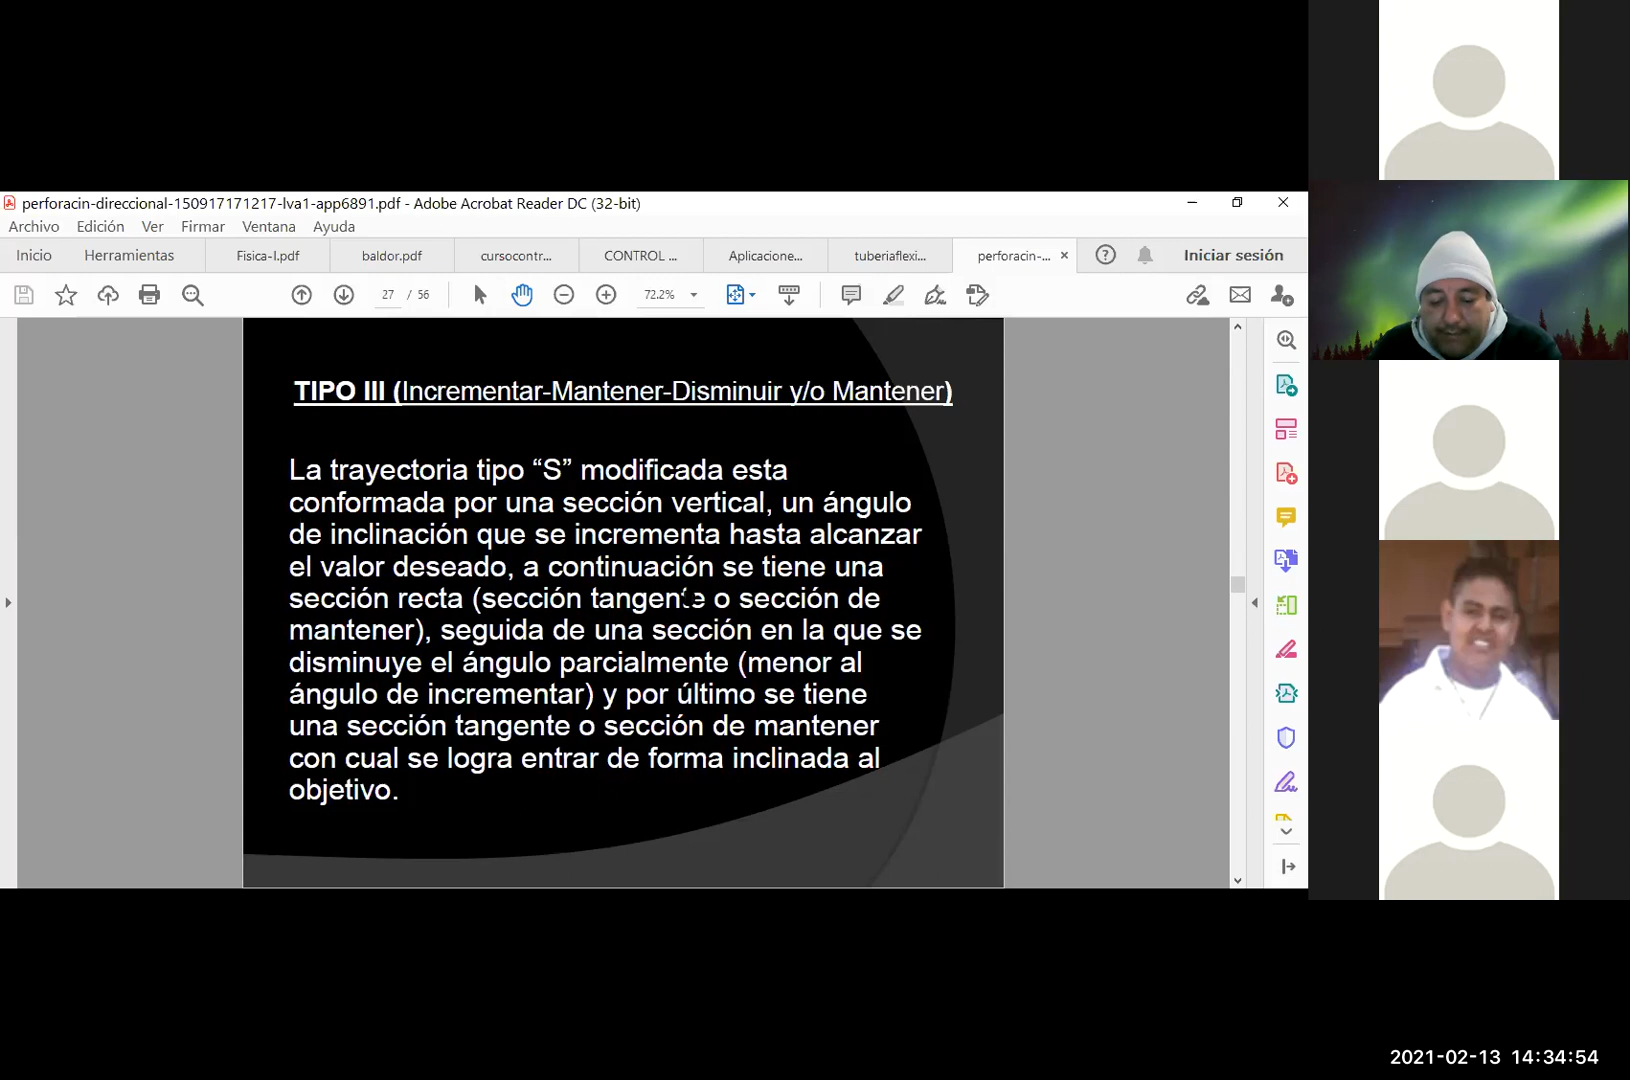 perforacin-direccional-150917171217-lva1-app6891.pdf - Adobe Acrobat Reader DC (32-bit)
Archivo Edición Ver Firmar Ventana Ayuda
Inicio Herramientas Fisica-I.pdf baldor.pdf cursocontr... CONTROL ... Aplicacione... tuberiaflexi... perforacin-... Iniciar sesión
27 / 56 72.2%
TIPO III (Incrementar-Mantener-Disminuir y/o Mantener)
La trayectoria tipo “S” modificada esta
conformada por una sección vertical, un ángulo
de inclinación que se incrementa hasta alcanzar
el valor deseado, a continuación se tiene una
sección recta (sección tangente o sección de
mantener), seguida de una sección en la que se
disminuye el ángulo parcialmente (menor al
ángulo de incrementar) y por último se tiene
una sección tangente o sección de mantener
con cual se logra entrar de forma inclinada al
objetivo.
2021-02-13 14:34:54